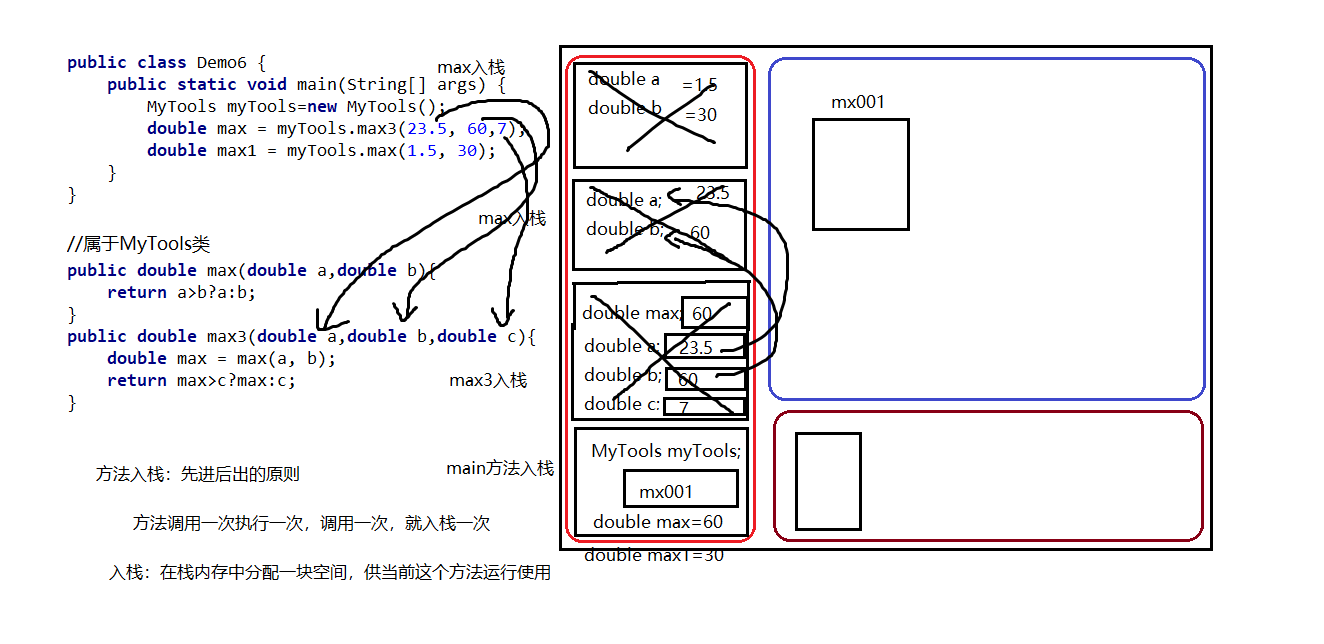 public class Demo6 {
public static void main(String[] args) {
MyTools myTools=new MyTools();
double max = myTools.max3(23.5, 60,7);
double max1 = myTools.max(1.5, 30);
}
}
//属于MyTools类
public double max(double a,double b){
return a>b?a:b;
}
public double max3(double a,double b,double c){
double max = max(a, b);
return max>c?max:c;
}
方法入栈：先进后出的原则
方法调用一次执行一次，调用一次，就入栈一次
入栈：在栈内存中分配一块空间，供当前这个方法运行使用
max入栈
double a =1.5
double b =30
max入栈
double a; 23.5
double b; 60
max3入栈
double max; 60
double a; 23.5
double b; 60
double c: 7
main方法入栈
MyTools myTools;
mx001
double max=60
double max1=30
mx001